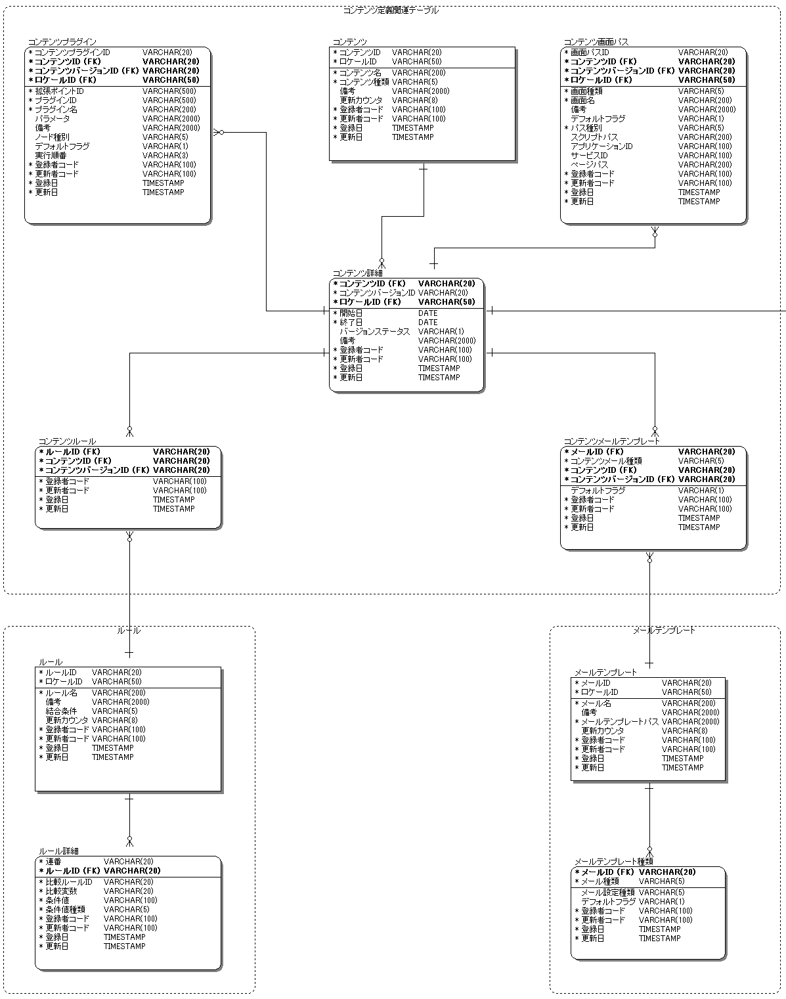 コンテンツ定義関連テーブル
コンテンツプラグイン
* コンテンツプラグインID VARCHAR(20)
* コンテンツID (FK) VARCHAR(20)
* コンテンツバージョンID (FK) VARCHAR(20)
* ロケールID (FK) VARCHAR(50)
* 拡張ポイントID VARCHAR(500)
* プラグインID VARCHAR(500)
* プラグイン名 VARCHAR(200)
パラメータ VARCHAR(2000)
備考 VARCHAR(2000)
ノード種別 VARCHAR(5)
デフォルトフラグ VARCHAR(1)
実行順番 VARCHAR(3)
* 登録者コード VARCHAR(100)
* 更新者コード VARCHAR(100)
* 登録日 TIMESTAMP
* 更新日 TIMESTAMP
コンテンツ
* コンテンツID VARCHAR(20)
* ロケールID VARCHAR(50)
* コンテンツ名 VARCHAR(200)
* コンテンツ種類 VARCHAR(5)
備考 VARCHAR(2000)
更新カウンタ VARCHAR(8)
* 登録者コード VARCHAR(100)
* 更新者コード VARCHAR(100)
* 登録日 TIMESTAMP
* 更新日 TIMESTAMP
コンテンツ画面パス
* 画面パスID VARCHAR(20)
* コンテンツID (FK) VARCHAR(20)
* コンテンツバージョンID (FK) VARCHAR(20)
* ロケールID (FK) VARCHAR(50)
* 画面種類 VARCHAR(5)
* 画面名 VARCHAR(200)
備考 VARCHAR(2000)
デフォルトフラグ VARCHAR(1)
* パス種別 VARCHAR(5)
スクリプトパス VARCHAR(200)
アプリケーションID VARCHAR(100)
サービスID VARCHAR(100)
ページパス VARCHAR(200)
* 登録者コード VARCHAR(100)
* 更新者コード VARCHAR(100)
* 登録日 TIMESTAMP
* 更新日 TIMESTAMP
コンテンツ詳細
* コンテンツID (FK) VARCHAR(20)
* コンテンツバージョンID VARCHAR(20)
* ロケールID (FK) VARCHAR(50)
* 開始日 DATE
* 終了日 DATE
バージョンステータス VARCHAR(1)
備考 VARCHAR(2000)
* 登録者コード VARCHAR(100)
* 更新者コード VARCHAR(100)
* 登録日 TIMESTAMP
* 更新日 TIMESTAMP
コンテンツルール
* ルールID (FK) VARCHAR(20)
* コンテンツID (FK) VARCHAR(20)
* コンテンツバージョンID (FK) VARCHAR(20)
* 登録者コード VARCHAR(100)
* 更新者コード VARCHAR(100)
* 登録日 TIMESTAMP
* 更新日 TIMESTAMP
コンテンツメールテンプレート
* メールID (FK) VARCHAR(20)
* コンテンツメール種類 VARCHAR(5)
* コンテンツID (FK) VARCHAR(20)
* コンテンツバージョンID (FK) VARCHAR(20)
デフォルトフラグ VARCHAR(1)
* 登録者コード VARCHAR(100)
* 更新者コード VARCHAR(100)
* 登録日 TIMESTAMP
* 更新日 TIMESTAMP
ルール
ルール
* ルールID VARCHAR(20)
* ロケールID VARCHAR(50)
* ルール名 VARCHAR(200)
備考 VARCHAR(2000)
結合条件 VARCHAR(5)
更新カウンタ VARCHAR(8)
* 登録者コード VARCHAR(100)
* 更新者コード VARCHAR(100)
* 登録日 TIMESTAMP
* 更新日 TIMESTAMP
ルール詳細
* 連番 VARCHAR(20)
* ルールID (FK) VARCHAR(20)
* 比較ルールID VARCHAR(20)
* 比較変数 VARCHAR(20)
* 条件値 VARCHAR(100)
* 条件値種類 VARCHAR(5)
* 登録者コード VARCHAR(100)
* 更新者コード VARCHAR(100)
* 登録日 TIMESTAMP
* 更新日 TIMESTAMP
メールテンプレート
メールテンプレート
* メールID VARCHAR(20)
* ロケールID VARCHAR(50)
* メール名 VARCHAR(200)
備考 VARCHAR(2000)
* メールテンプレートパス VARCHAR(2000)
更新カウンタ VARCHAR(8)
* 登録者コード VARCHAR(100)
* 更新者コード VARCHAR(100)
* 登録日 TIMESTAMP
* 更新日 TIMESTAMP
メールテンプレート種類
* メールID (FK) VARCHAR(20)
* メール種類 VARCHAR(5)
メール設定種類 VARCHAR(5)
デフォルトフラグ VARCHAR(1)
* 登録者コード VARCHAR(100)
* 更新者コード VARCHAR(100)
* 登録日 TIMESTAMP
* 更新日 TIMESTAMP